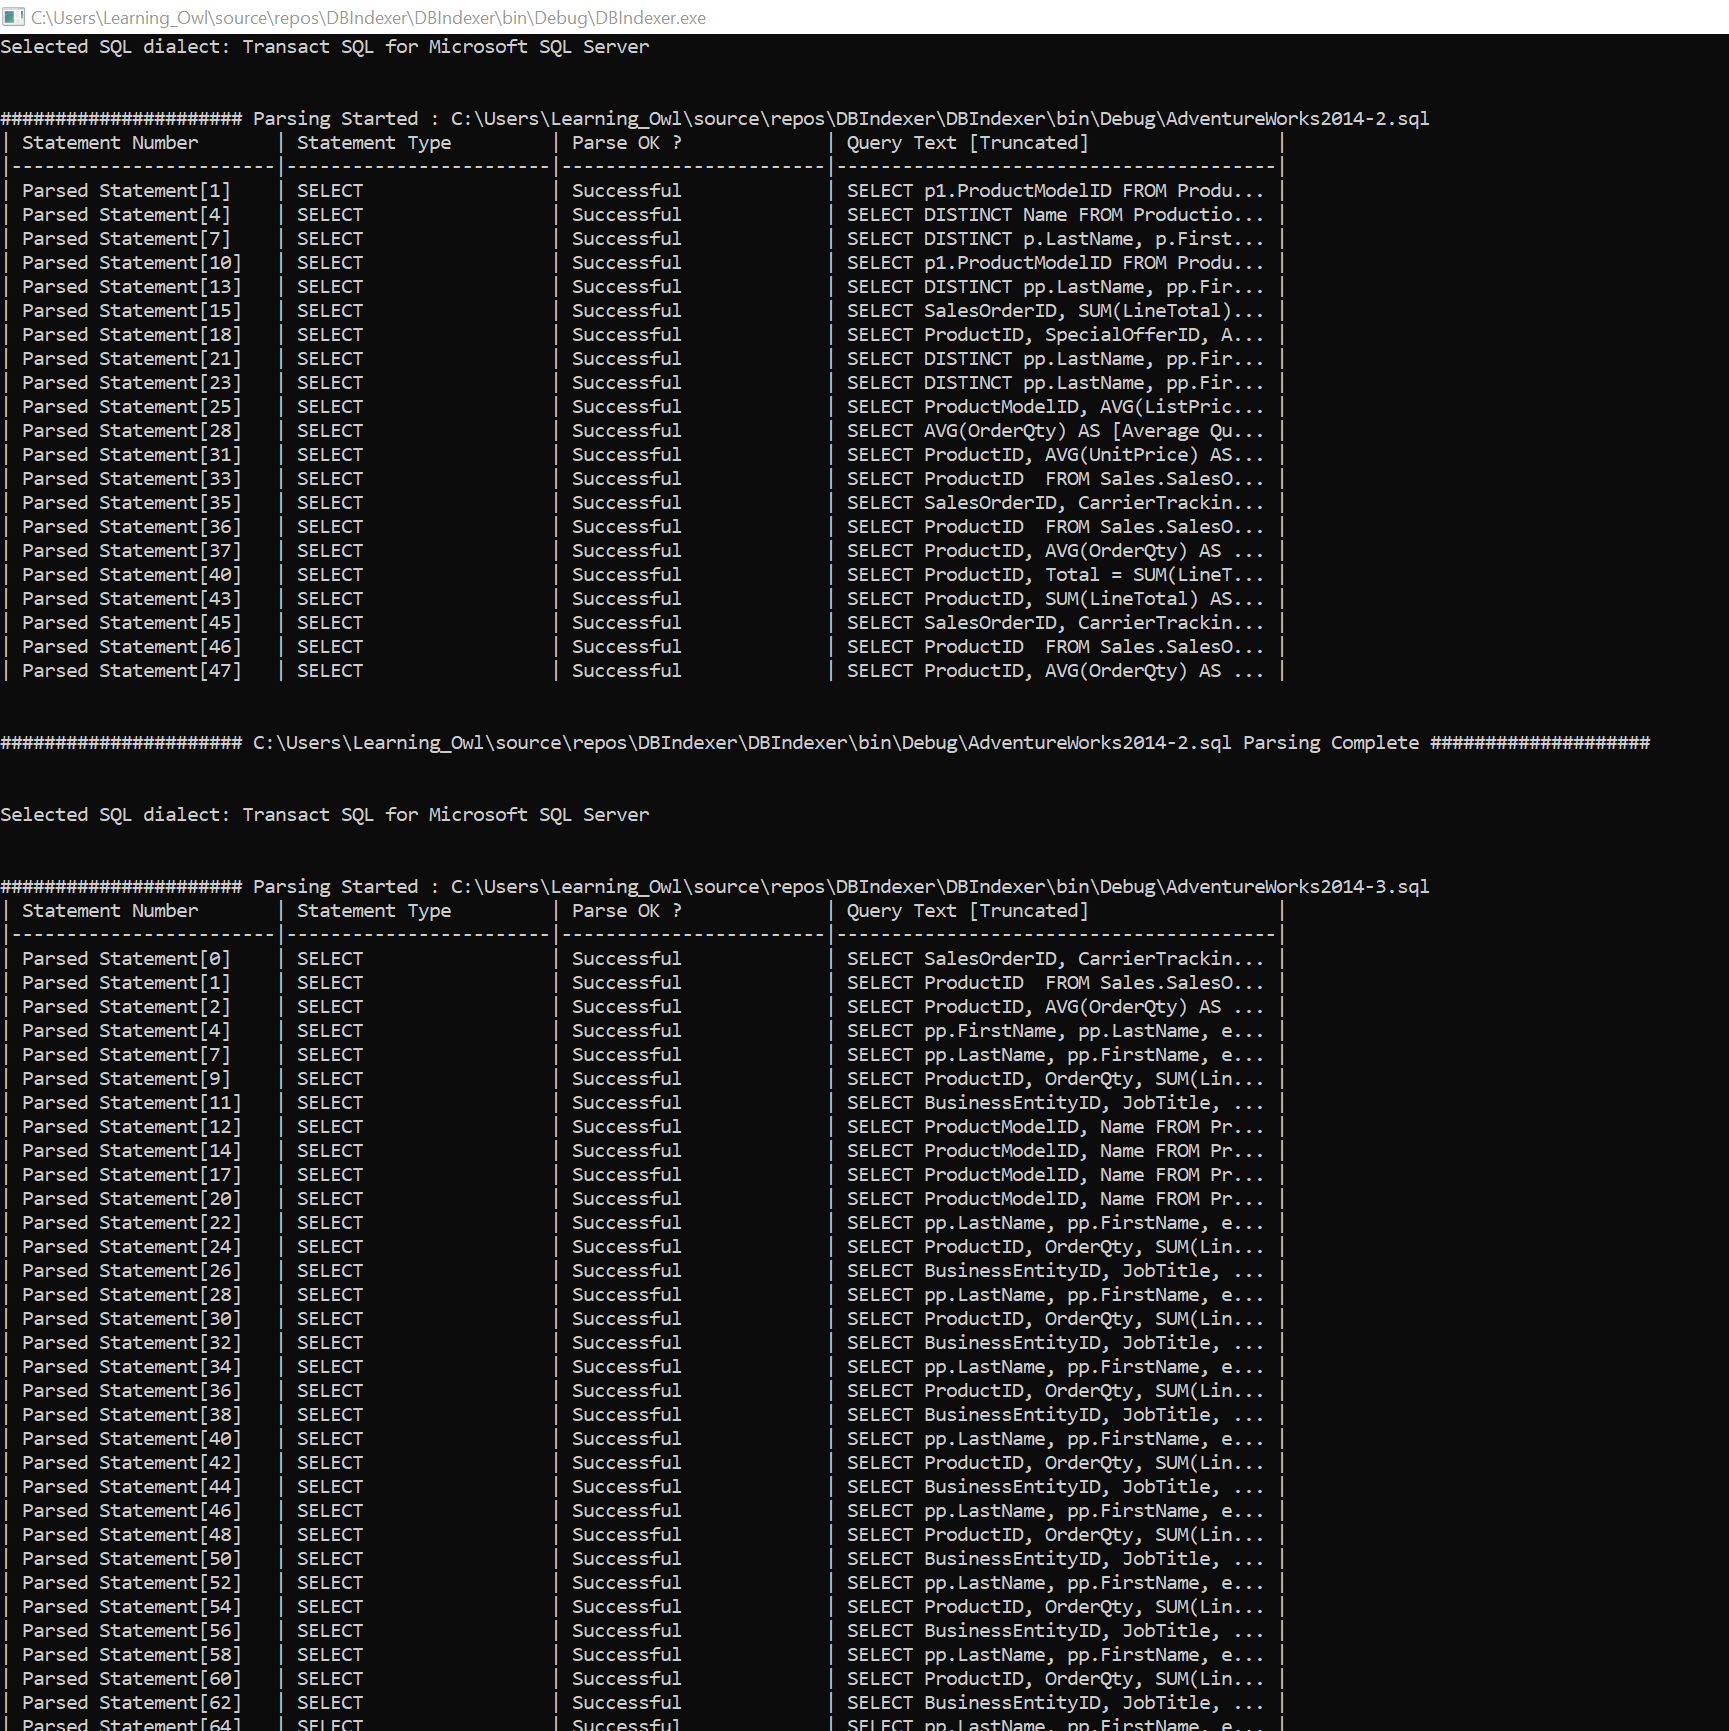 C:\Users\Learning_Owl\source\repos\DBIndexer\DBIndexer\bin\Debug\DBIndexer.exe
Selected SQL dialect: Transact SQL for Microsoft SQL Server
###################### Parsing Started : C:\Users\Learning_Owl\source\repos\DBIndexer\DBIndexer\bin\Debug\AdventureWorks2014-2.sql
| Statement Number | Statement Type | Parse OK ? | Query Text [Truncated] |
|------------------------|------------------------|------------------------|----------------------------------------|
| Parsed Statement[1] | SELECT | Successful | SELECT p1.ProductModelID FROM Produ... |
| Parsed Statement[4] | SELECT | Successful | SELECT DISTINCT Name FROM Productio... |
| Parsed Statement[7] | SELECT | Successful | SELECT DISTINCT p.LastName, p.First... |
| Parsed Statement[10] | SELECT | Successful | SELECT p1.ProductModelID FROM Produ... |
| Parsed Statement[13] | SELECT | Successful | SELECT DISTINCT pp.LastName, pp.Fir... |
| Parsed Statement[15] | SELECT | Successful | SELECT SalesOrderID, SUM(LineTotal)... |
| Parsed Statement[18] | SELECT | Successful | SELECT ProductID, SpecialOfferID, A... |
| Parsed Statement[21] | SELECT | Successful | SELECT DISTINCT pp.LastName, pp.Fir... |
| Parsed Statement[23] | SELECT | Successful | SELECT DISTINCT pp.LastName, pp.Fir... |
| Parsed Statement[25] | SELECT | Successful | SELECT ProductModelID, AVG(ListPric... |
| Parsed Statement[28] | SELECT | Successful | SELECT AVG(OrderQty) AS [Average Qu... |
| Parsed Statement[31] | SELECT | Successful | SELECT ProductID, AVG(UnitPrice) AS... |
| Parsed Statement[33] | SELECT | Successful | SELECT ProductID  FROM Sales.SalesO... |
| Parsed Statement[35] | SELECT | Successful | SELECT SalesOrderID, CarrierTrackin... |
| Parsed Statement[36] | SELECT | Successful | SELECT ProductID  FROM Sales.SalesO... |
| Parsed Statement[37] | SELECT | Successful | SELECT ProductID, AVG(OrderQty) AS ... |
| Parsed Statement[40] | SELECT | Successful | SELECT ProductID, Total = SUM(LineT... |
| Parsed Statement[43] | SELECT | Successful | SELECT ProductID, SUM(LineTotal) AS... |
| Parsed Statement[45] | SELECT | Successful | SELECT SalesOrderID, CarrierTrackin... |
| Parsed Statement[46] | SELECT | Successful | SELECT ProductID  FROM Sales.SalesO... |
| Parsed Statement[47] | SELECT | Successful | SELECT ProductID, AVG(OrderQty) AS ... |
###################### C:\Users\Learning_Owl\source\repos\DBIndexer\DBIndexer\bin\Debug\AdventureWorks2014-2.sql Parsing Complete ####################
Selected SQL dialect: Transact SQL for Microsoft SQL Server
###################### Parsing Started : C:\Users\Learning_Owl\source\repos\DBIndexer\DBIndexer\bin\Debug\AdventureWorks2014-3.sql
| Statement Number | Statement Type | Parse OK ? | Query Text [Truncated] |
|------------------------|------------------------|------------------------|----------------------------------------|
| Parsed Statement[0] | SELECT | Successful | SELECT SalesOrderID, CarrierTrackin... |
| Parsed Statement[1] | SELECT | Successful | SELECT ProductID  FROM Sales.SalesO... |
| Parsed Statement[2] | SELECT | Successful | SELECT ProductID, AVG(OrderQty) AS ... |
| Parsed Statement[4] | SELECT | Successful | SELECT pp.FirstName, pp.LastName, e... |
| Parsed Statement[7] | SELECT | Successful | SELECT pp.LastName, pp.FirstName, e... |
| Parsed Statement[9] | SELECT | Successful | SELECT ProductID, OrderQty, SUM(Lin... |
| Parsed Statement[11] | SELECT | Successful | SELECT BusinessEntityID, JobTitle, ... |
| Parsed Statement[12] | SELECT | Successful | SELECT ProductModelID, Name FROM Pr... |
| Parsed Statement[14] | SELECT | Successful | SELECT ProductModelID, Name FROM Pr... |
| Parsed Statement[17] | SELECT | Successful | SELECT ProductModelID, Name FROM Pr... |
| Parsed Statement[20] | SELECT | Successful | SELECT ProductModelID, Name FROM Pr... |
| Parsed Statement[22] | SELECT | Successful | SELECT pp.LastName, pp.FirstName, e... |
| Parsed Statement[24] | SELECT | Successful | SELECT ProductID, OrderQty, SUM(Lin... |
| Parsed Statement[26] | SELECT | Successful | SELECT BusinessEntityID, JobTitle, ... |
| Parsed Statement[28] | SELECT | Successful | SELECT pp.LastName, pp.FirstName, e... |
| Parsed Statement[30] | SELECT | Successful | SELECT ProductID, OrderQty, SUM(Lin... |
| Parsed Statement[32] | SELECT | Successful | SELECT BusinessEntityID, JobTitle, ... |
| Parsed Statement[34] | SELECT | Successful | SELECT pp.LastName, pp.FirstName, e... |
| Parsed Statement[36] | SELECT | Successful | SELECT ProductID, OrderQty, SUM(Lin... |
| Parsed Statement[38] | SELECT | Successful | SELECT BusinessEntityID, JobTitle, ... |
| Parsed Statement[40] | SELECT | Successful | SELECT pp.LastName, pp.FirstName, e... |
| Parsed Statement[42] | SELECT | Successful | SELECT ProductID, OrderQty, SUM(Lin... |
| Parsed Statement[44] | SELECT | Successful | SELECT BusinessEntityID, JobTitle, ... |
| Parsed Statement[46] | SELECT | Successful | SELECT pp.LastName, pp.FirstName, e... |
| Parsed Statement[48] | SELECT | Successful | SELECT ProductID, OrderQty, SUM(Lin... |
| Parsed Statement[50] | SELECT | Successful | SELECT BusinessEntityID, JobTitle, ... |
| Parsed Statement[52] | SELECT | Successful | SELECT pp.LastName, pp.FirstName, e... |
| Parsed Statement[54] | SELECT | Successful | SELECT ProductID, OrderQty, SUM(Lin... |
| Parsed Statement[56] | SELECT | Successful | SELECT BusinessEntityID, JobTitle, ... |
| Parsed Statement[58] | SELECT | Successful | SELECT pp.LastName, pp.FirstName, e... |
| Parsed Statement[60] | SELECT | Successful | SELECT ProductID, OrderQty, SUM(Lin... |
| Parsed Statement[62] | SELECT | Successful | SELECT BusinessEntityID, JobTitle, ... |
| Parsed Statement[64] | SELECT | Successful | SELECT pp.LastName, pp.FirstName, e... |